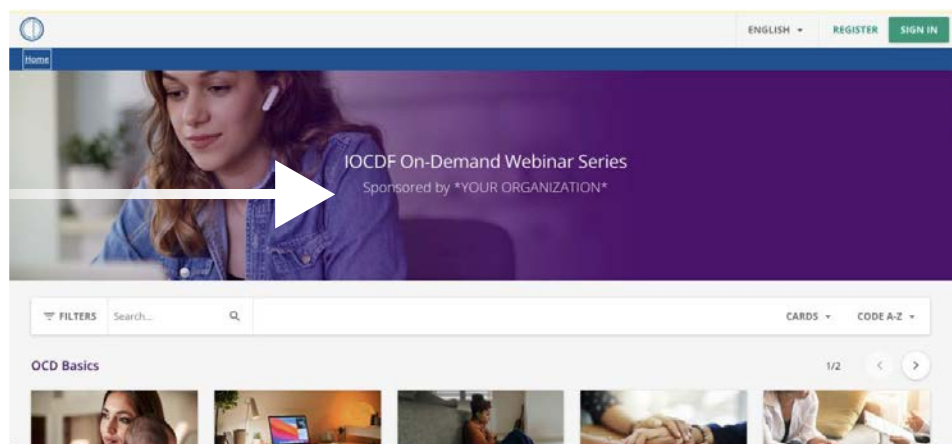 ENGLISH
REGISTER
SIGN IN
Home
IOCDF On-Demand Webinar Series
Sponsored by *YOUR ORGANIZATION*
FILTERS
Search...
CARDS
CODE A-Z
OCD Basics
1/2